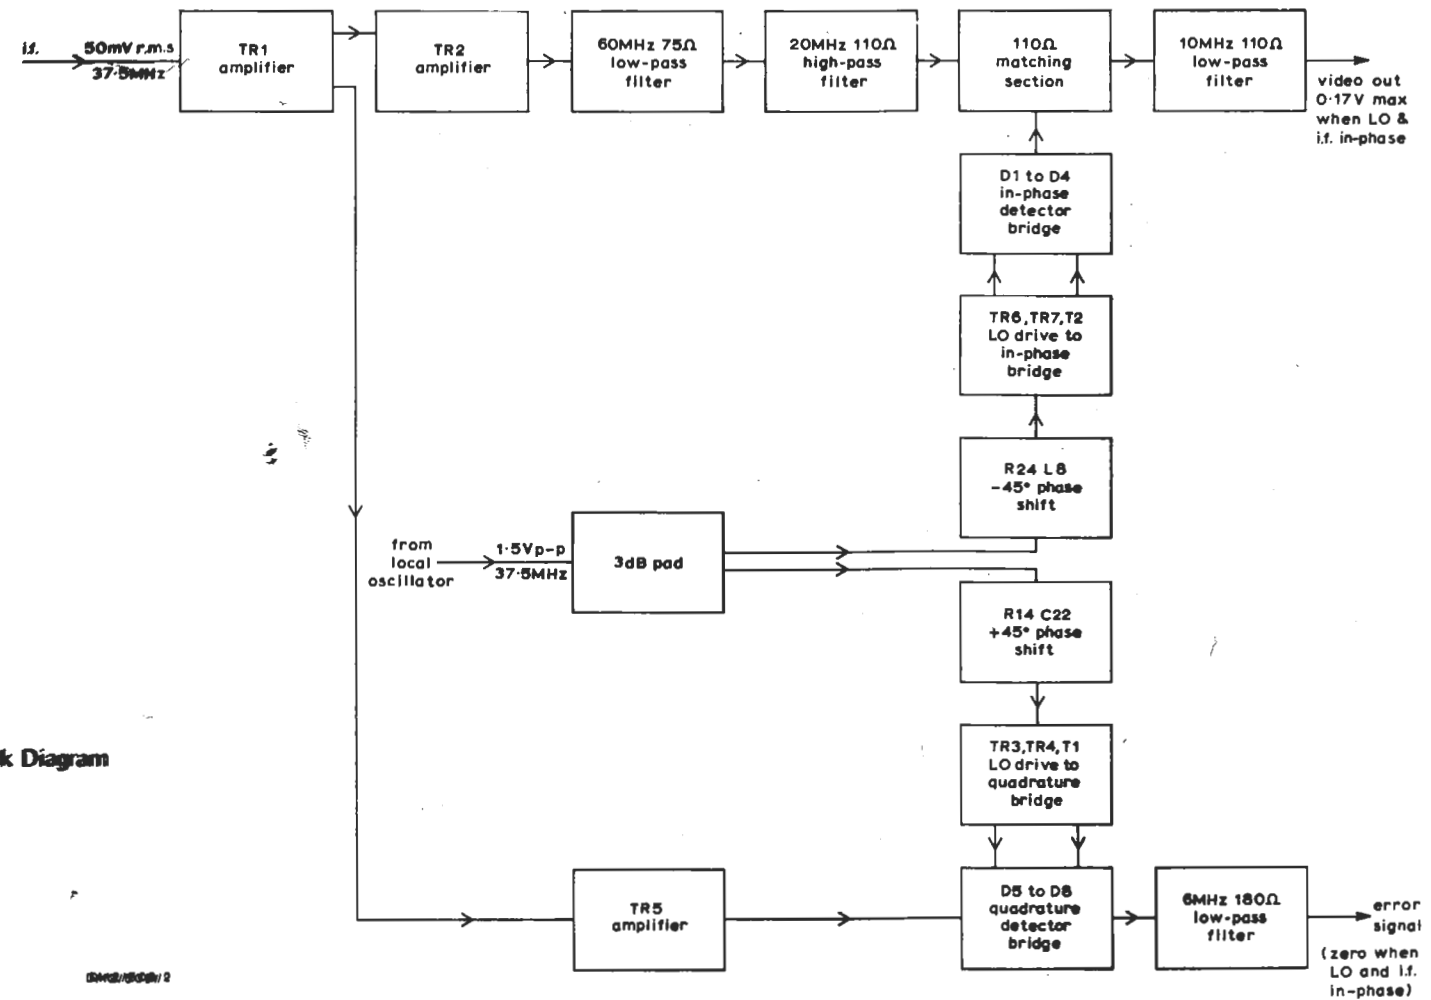 i.f.
50mV r.m.s
37·5MHz
TR1
amplifier
TR2
amplifier
60MHz 75Ω
low-pass
filter
20MHz 110Ω
high-pass
filter
110Ω
matching
section
10MHz 110Ω
low-pass
filter
video out
0·17V max
when LO &
i.f. in-phase
D1 to D4
in-phase
detector
bridge
TR6,TR7,T2
LO drive to
in-phase
bridge
R24 L8
−45° phase
shift
from
local
oscillator
1·5Vp-p
37·5MHz
3dB pad
R14 C22
+45° phase
shift
TR3,TR4,T1
LO drive to
quadrature
bridge
k Diagram
TR5
amplifier
D5 to D8
quadrature
detector
bridge
6MHz 180Ω
low-pass
filter
error
signal
(zero when
LO and i.f.
in-phase)